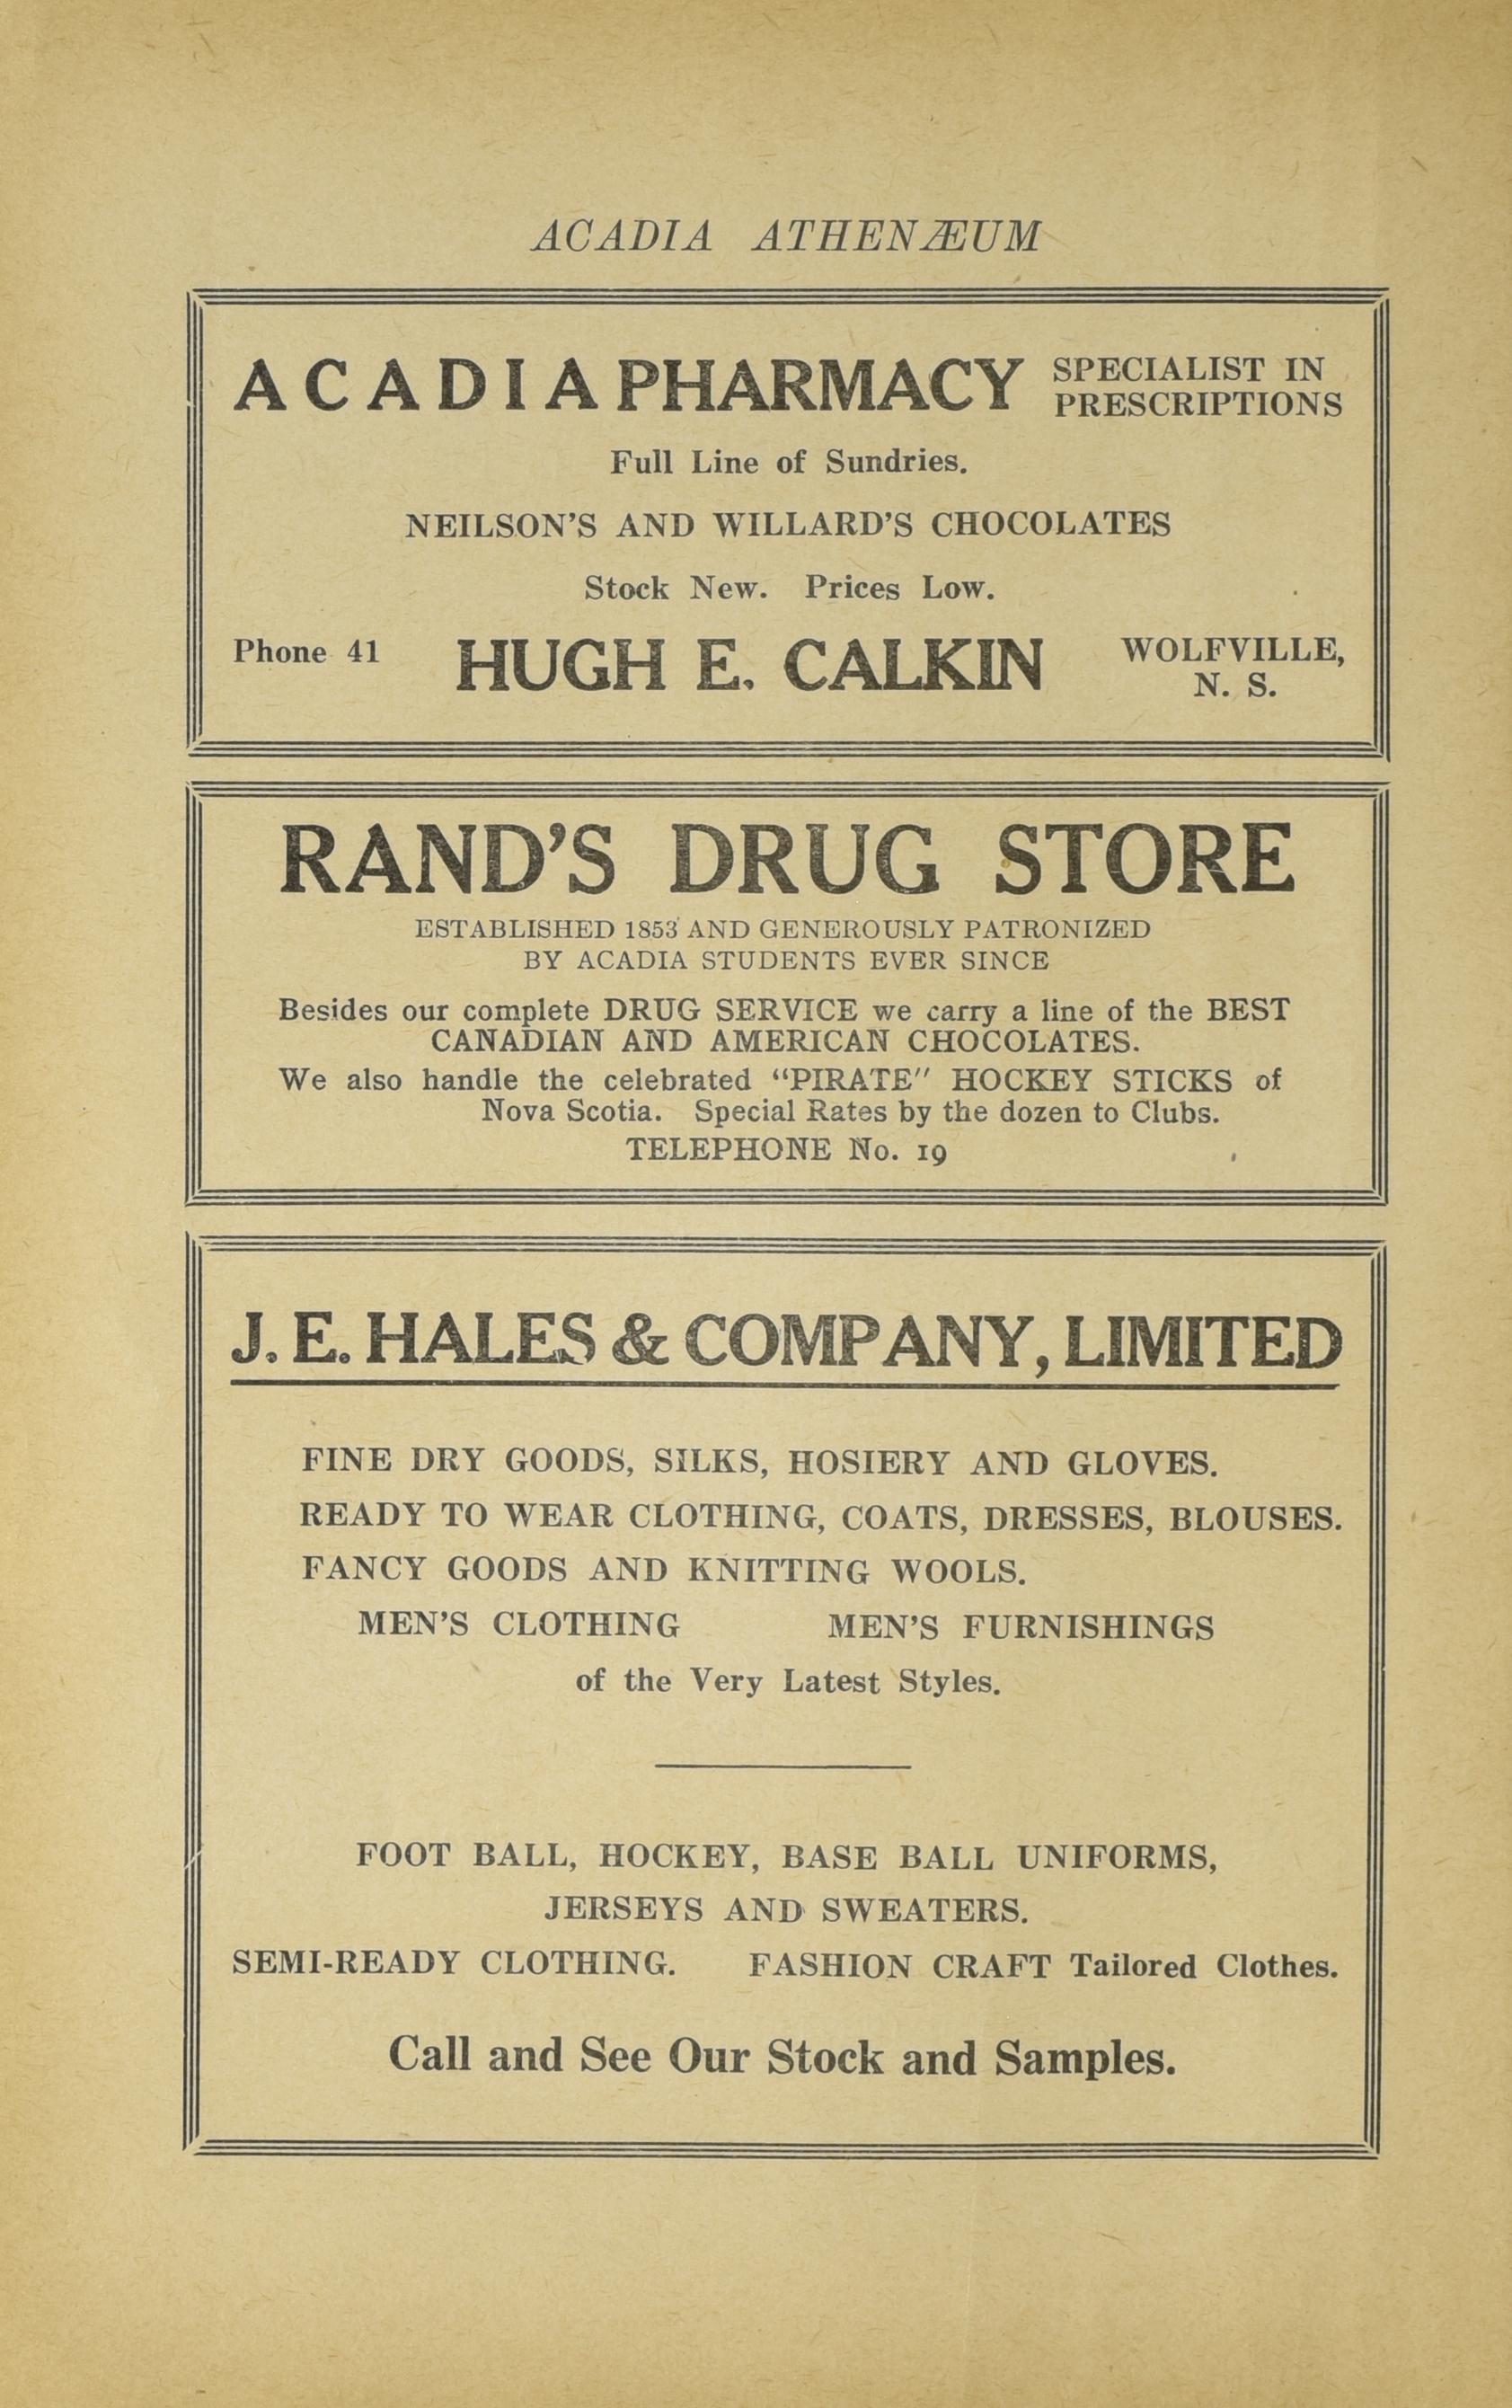 ACADIA ATHENÆUM
ACADIA PHARMACY SPECIALIST IN PRESCRIPTIONS
Full Line of Sundries.
NEILSON'S AND WILLARD'S CHOCOLATES
Stock New. Prices Low.
Phone 41 HUGH E. CALKIN WOLFVILLE, N. S.
RAND'S DRUG STORE
ESTABLISHED 1853 AND GENEROUSLY PATRONIZED
BY ACADIA STUDENTS EVER SINCE
Besides our complete DRUG SERVICE we carry a line of the BEST
CANADIAN AND AMERICAN CHOCOLATES.
We also handle the celebrated "PIRATE" HOCKEY STICKS of
Nova Scotia. Special Rates by the dozen to Clubs.
TELEPHONE No. 19
J. E. HALES & COMPANY, LIMITED
FINE DRY GOODS, SILKS, HOSIERY AND GLOVES.
READY TO WEAR CLOTHING, COATS, DRESSES, BLOUSES.
FANCY GOODS AND KNITTING WOOLS.
MEN'S CLOTHING MEN'S FURNISHINGS
of the Very Latest Styles.
FOOT BALL, HOCKEY, BASE BALL UNIFORMS,
JERSEYS AND SWEATERS.
SEMI-READY CLOTHING. FASHION CRAFT Tailored Clothes.
Call and See Our Stock and Samples.